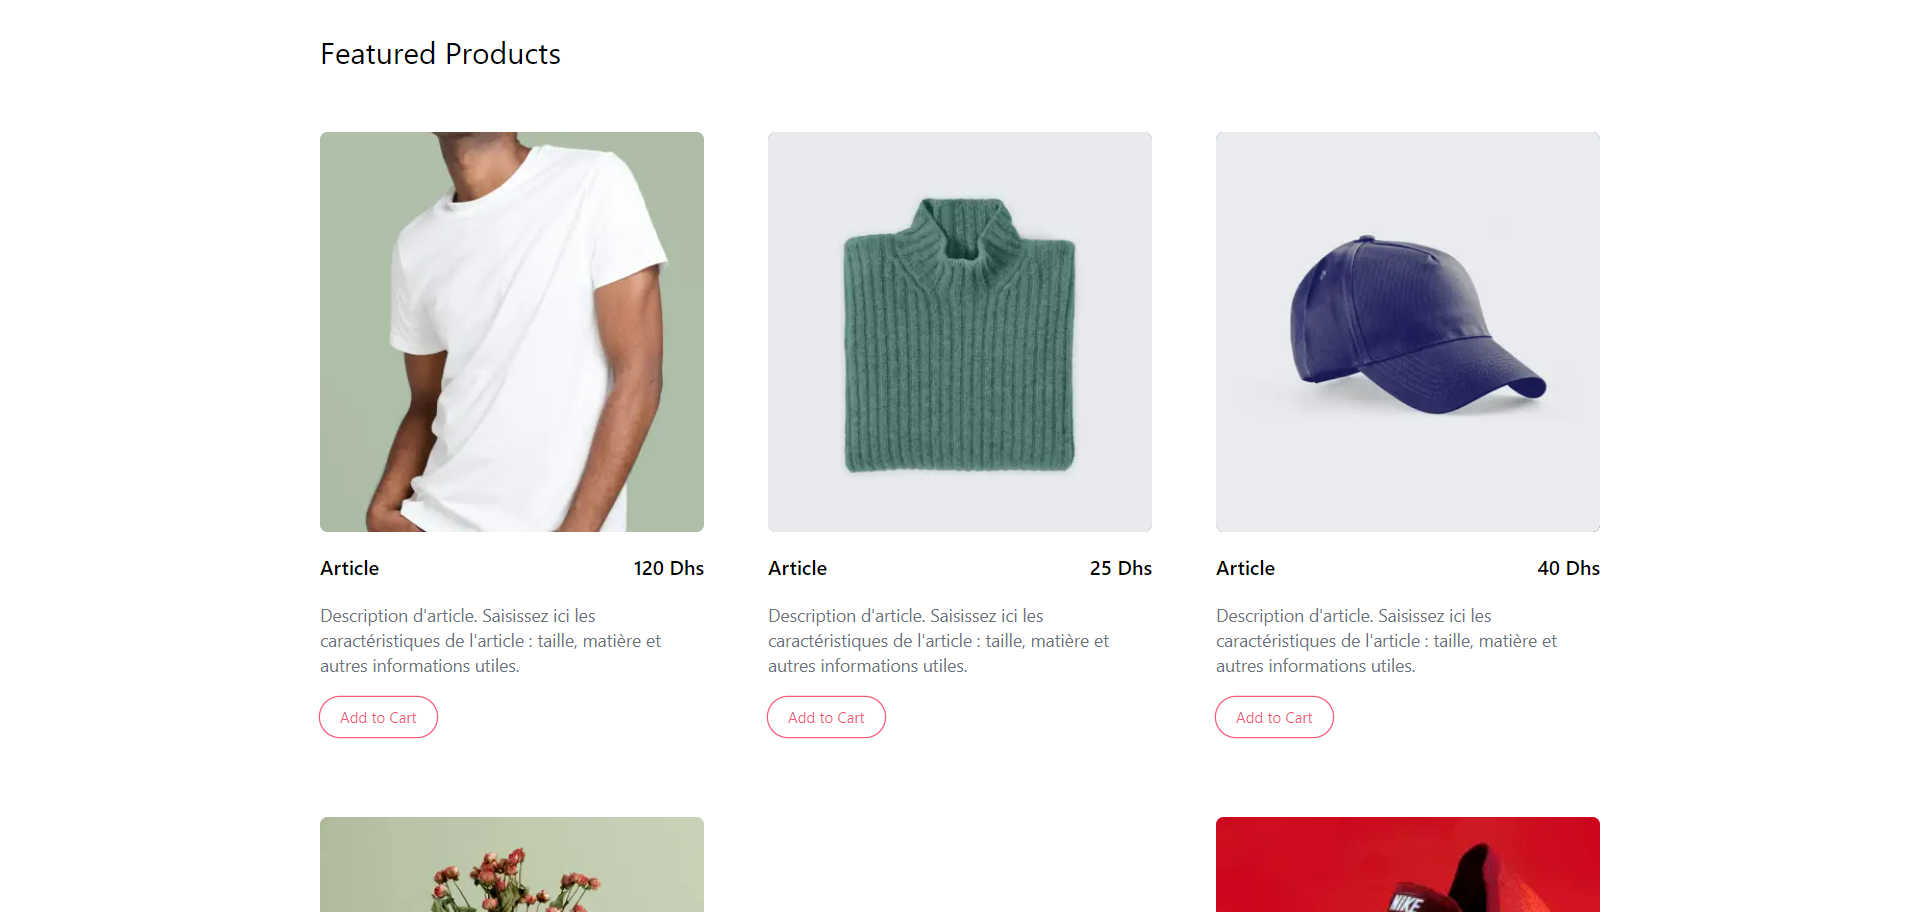 Featured Products
Article
120 Dhs
Description d'article. Saisissez ici les
caractéristiques de l'article : taille, matière et
autres informations utiles.
Add to Cart
Article
25 Dhs
Description d'article. Saisissez ici les
caractéristiques de l'article : taille, matière et
autres informations utiles.
Add to Cart
Article
40 Dhs
Description d'article. Saisissez ici les
caractéristiques de l'article : taille, matière et
autres informations utiles.
Add to Cart
NIKE